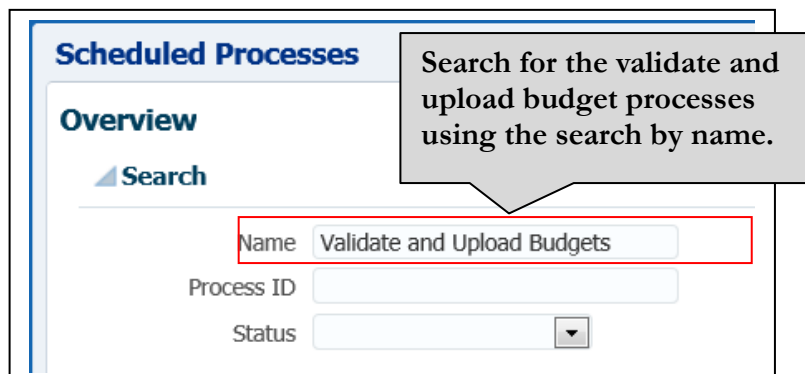 Scheduled Processes
Search for the validate and
upload budget processes
using the search by name.
Overview
Search
Name Validate and Upload Budgets
Process ID
Status